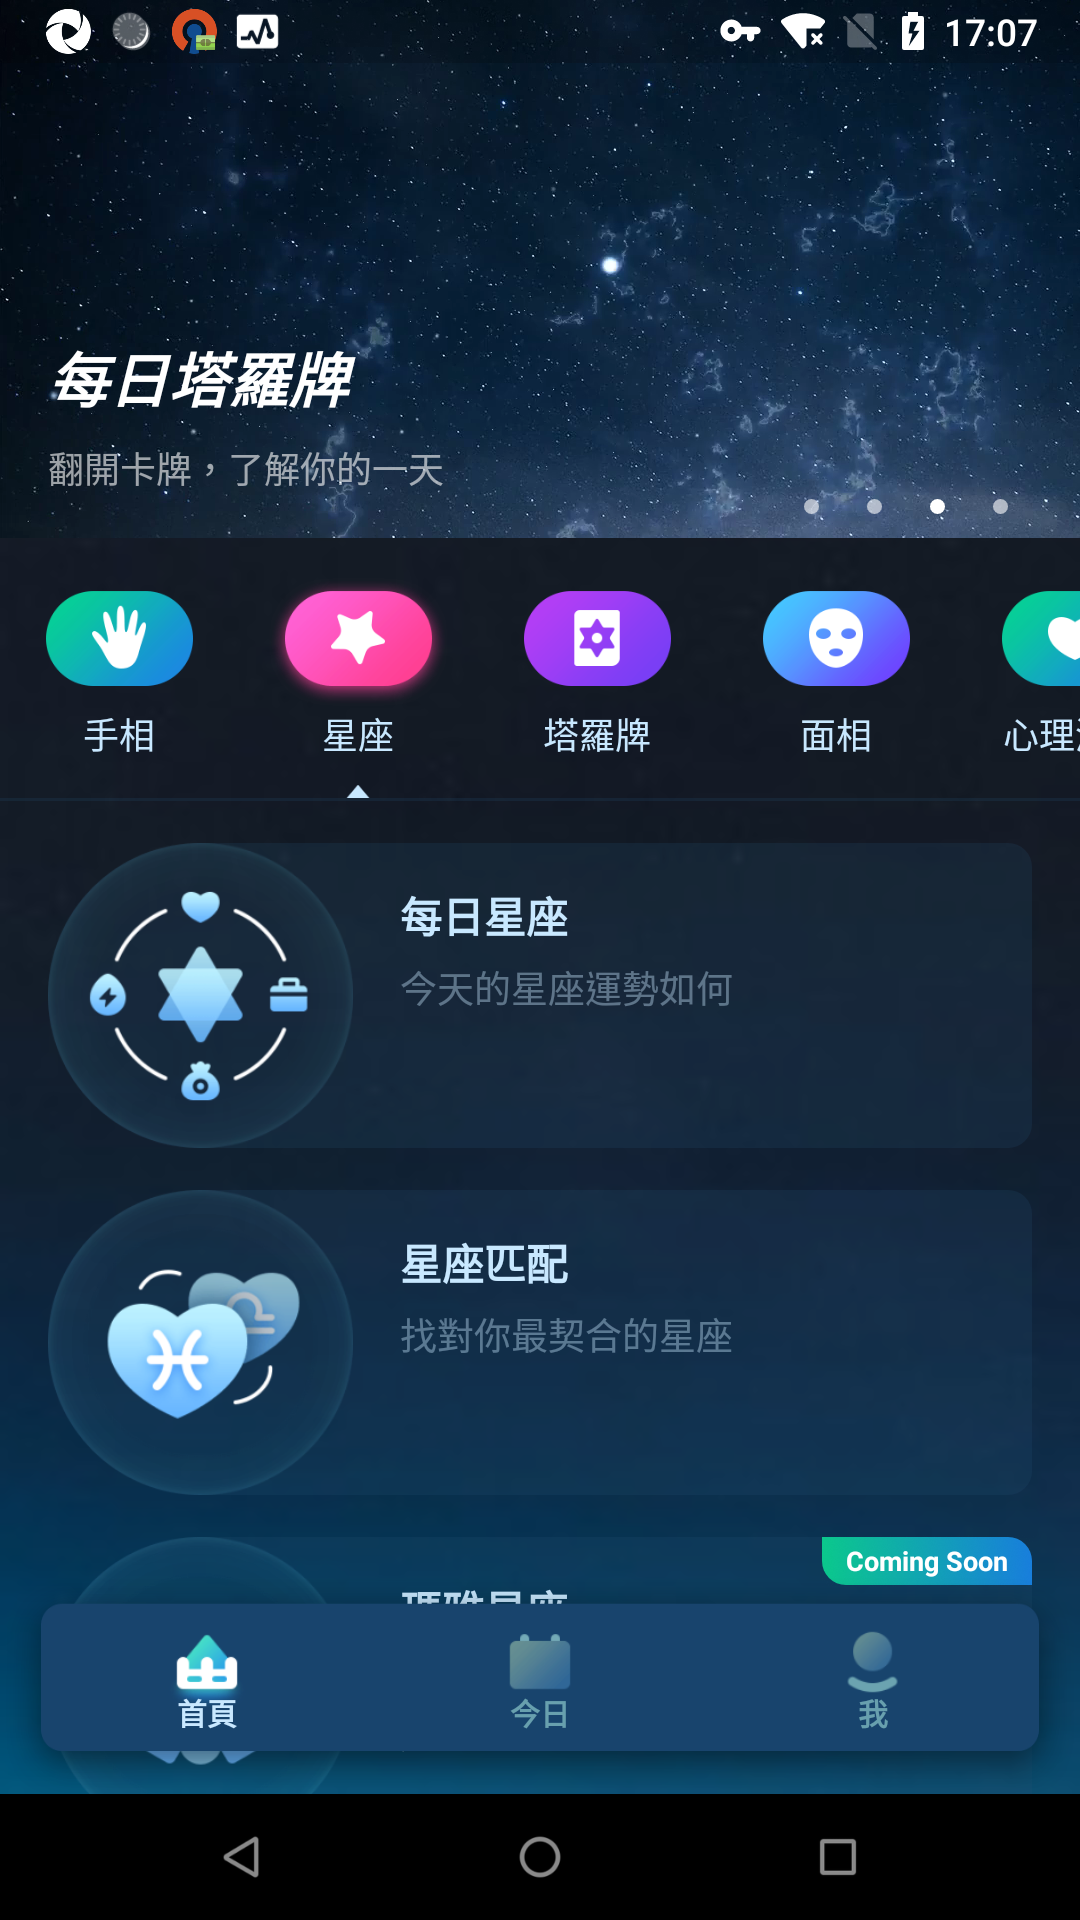 17:07
每日塔羅牌
翻開卡牌，了解你的一天
手相
星座
塔羅牌
面相
心理
每日星座
今天的星座運勢如何
星座匹配
找對你最契合的星座
Coming Soon
首頁
今日
我